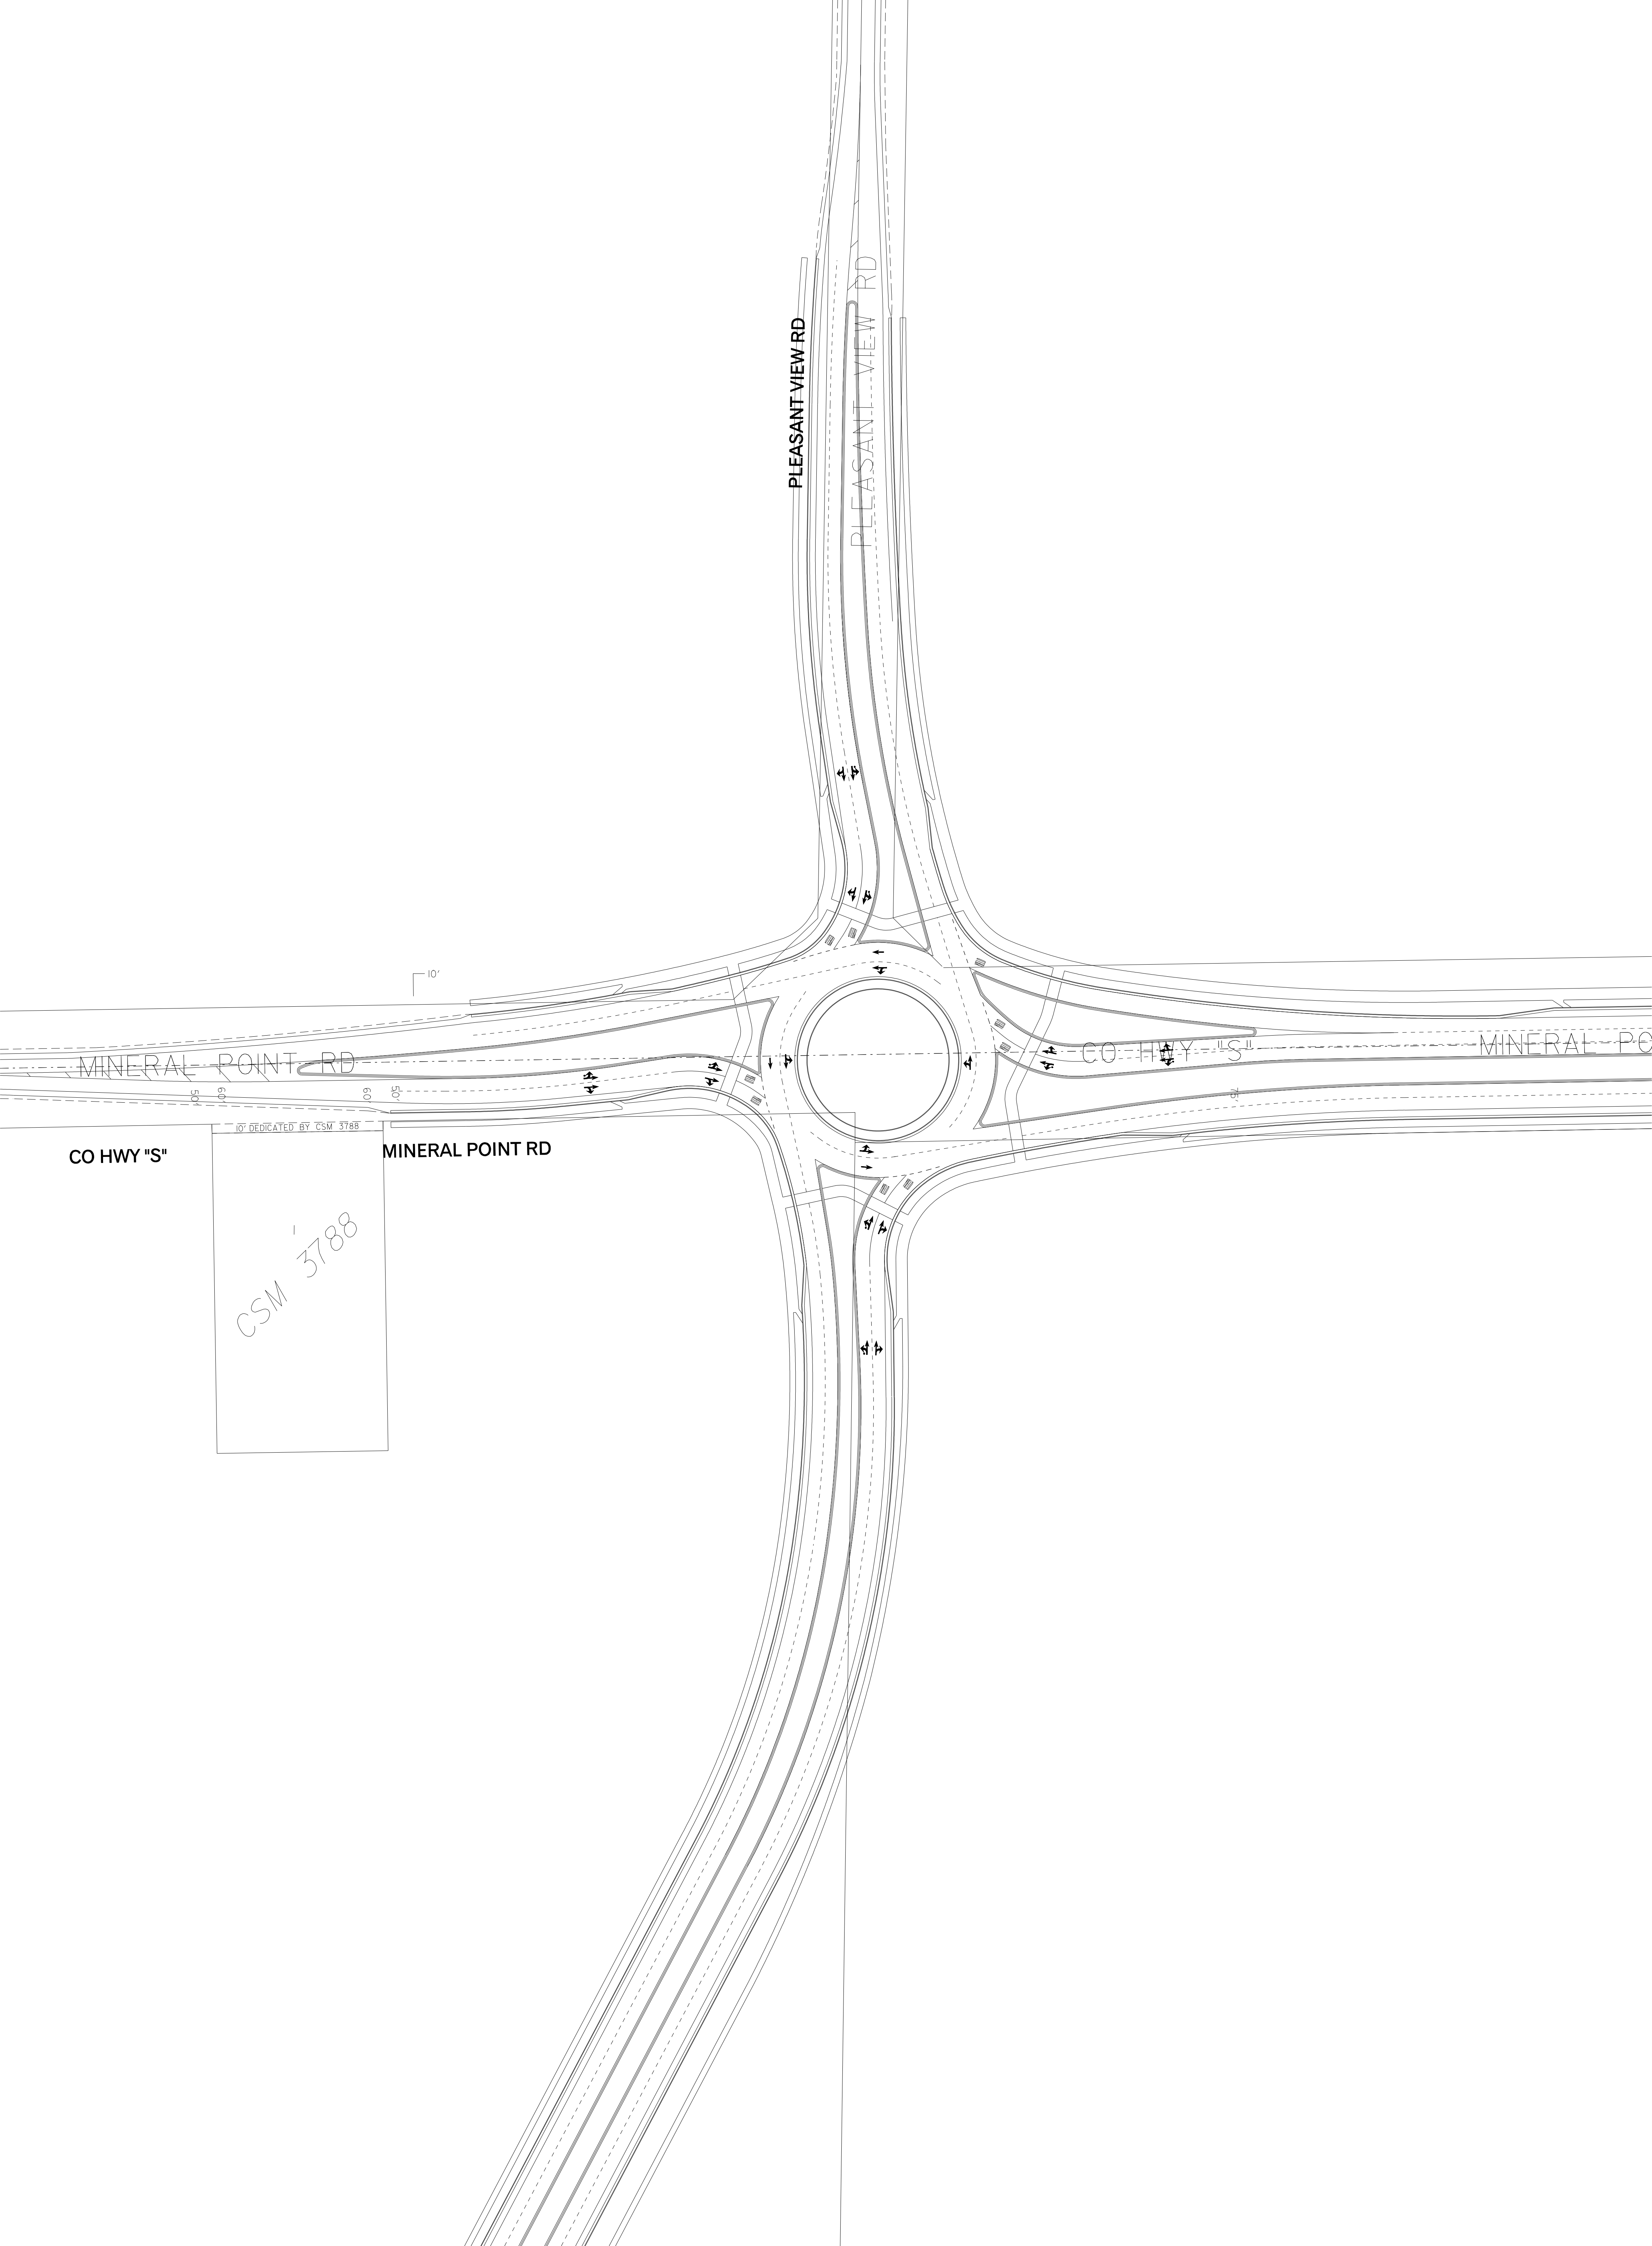 PLEASANT VIEW RD
PLEASANT VIEW RD
10'
MINERAL POINT RD
CO HWY "S"
MINERAL PO
50'
60'
60'
50'
75'
10' DEDICATED BY CSM 3788
CO HWY "S"
MINERAL POINT RD
CSM 3788